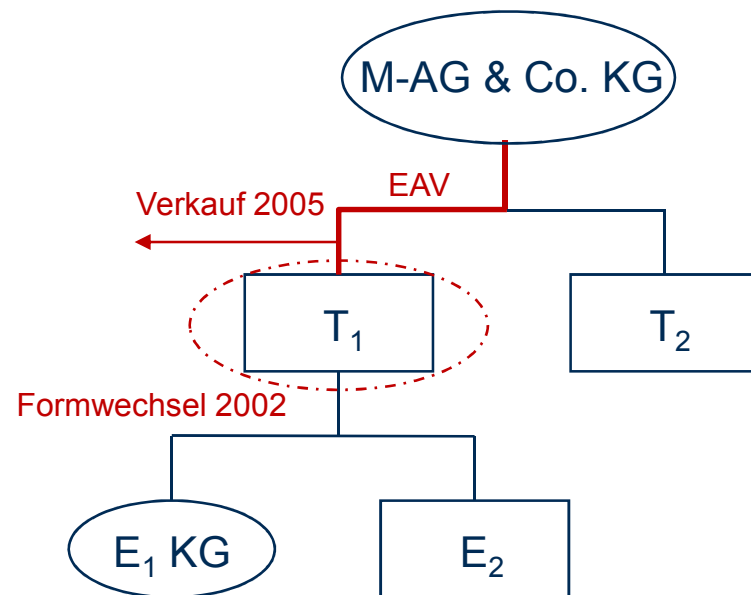 M-AG & Co. KG
EAV
Verkauf 2005
T₁
T₂
Formwechsel 2002
E₁ KG
E₂